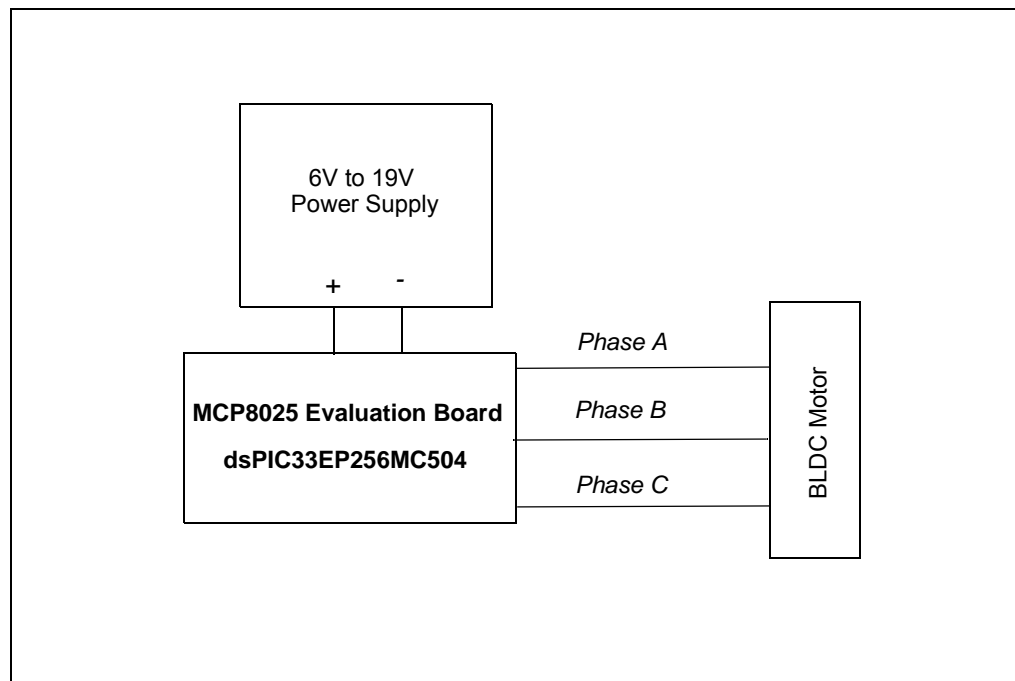 6V to 19V
Power Supply
+ -
Phase A
MCP8025 Evaluation Board
dsPIC33EP256MC504
Phase B
Phase C
BLDC Motor